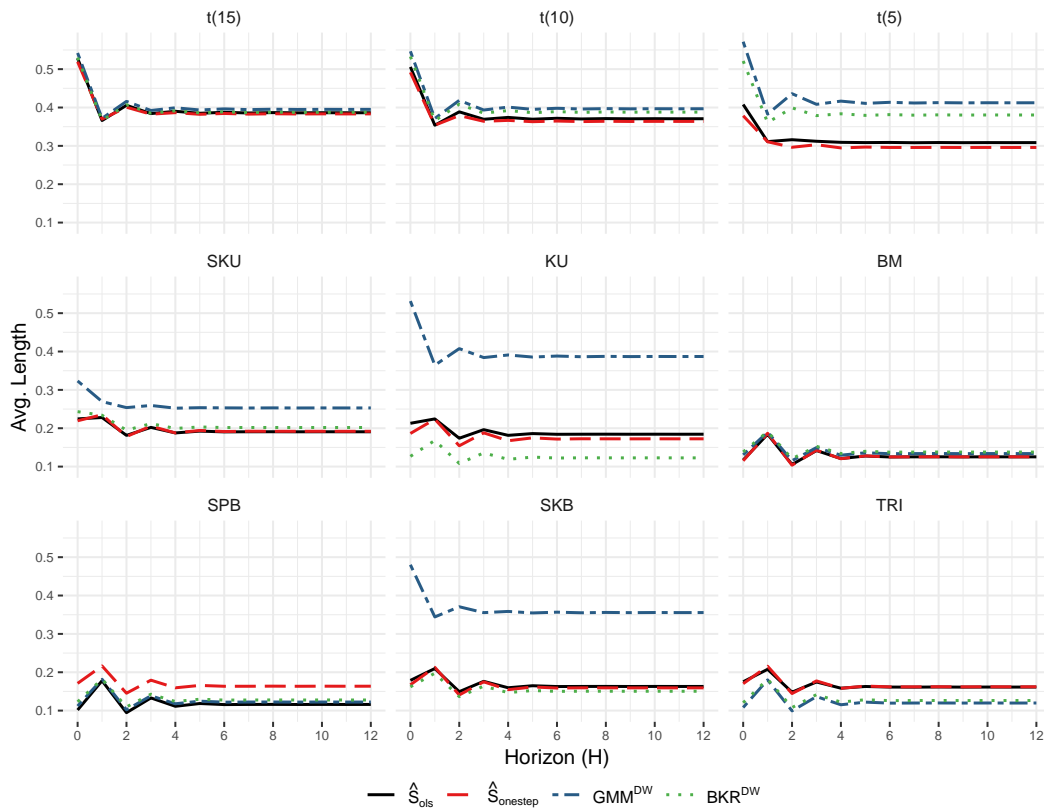 t(15) t(10) t(5)
0.5
0.4
0.3
0.2
0.1
SKU KU BM
Avg. Length
0.5
0.4
0.3
0.2
0.1
SPB SKB TRI
0.5
0.4
0.3
0.2
0.1
0 2 4 6 8 10 12 0 2 4 6 8 10 12 0 2 4 6 8 10 12
Horizon (H)
Ŝ_ols Ŝ_onestep GMM^DW BKR^DW